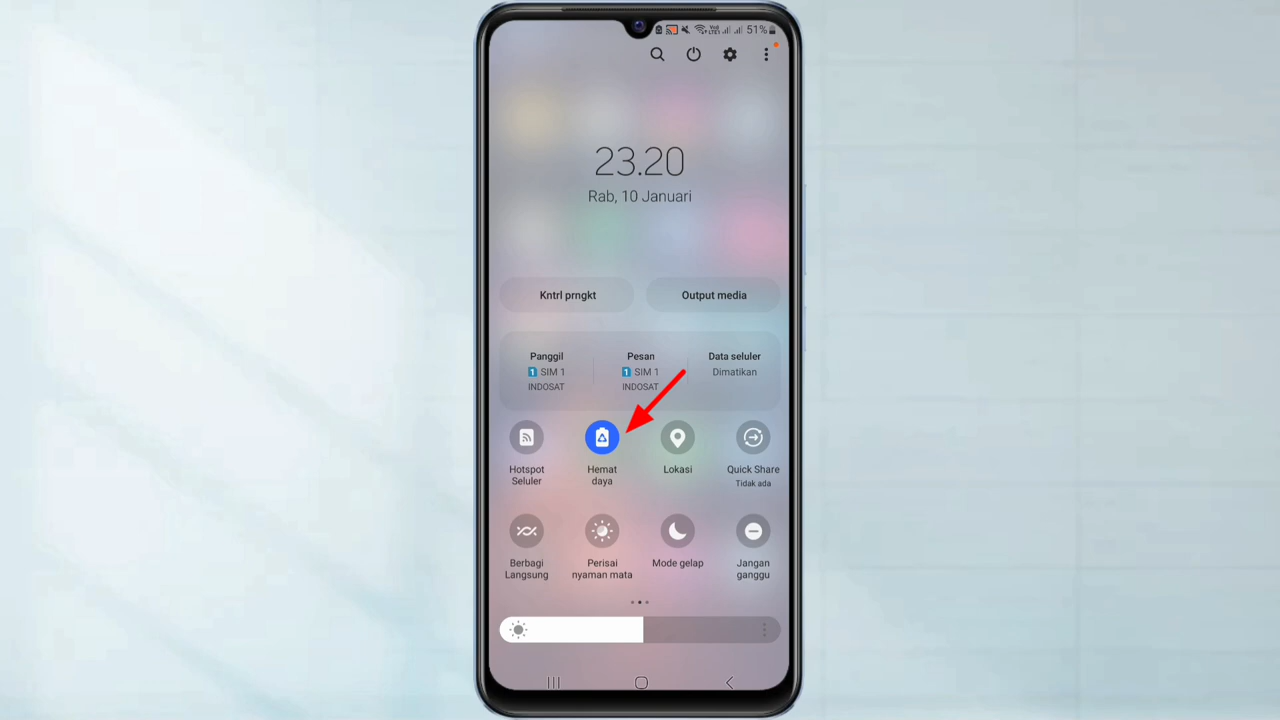 51%
23.20
Rab, 10 Januari
Kntrl prngkt
Output media
Panggil
1 SIM 1
INDOSAT
Pesan
1 SIM 1
INDOSAT
Data seluler
Dimatikan
Hotspot
Seluler
Hemat
daya
Lokasi
Quick Share
Tidak ada
Berbagi
Langsung
Perisai
nyaman mata
Mode gelap
Jangan
ganggu